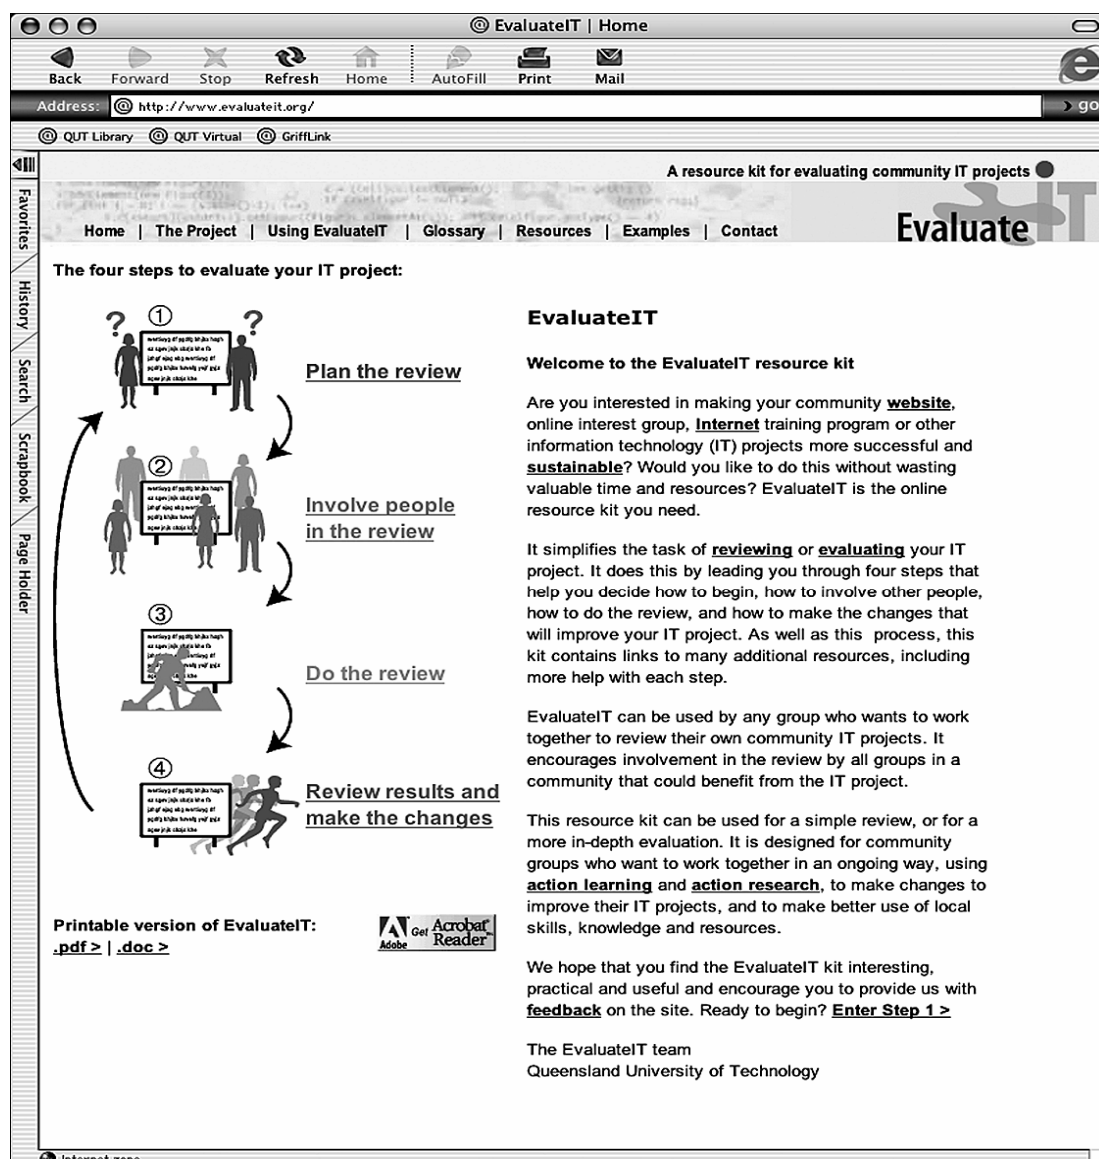 @ EvaluateIT | Home
Back Forward Stop Refresh Home AutoFill Print Mail
Address: @ http://www.evaluateit.org/ go
@ QUT Library @ QUT Virtual @ GriffLink
Favorites
History
Search
Scrapbook
Page Holder
A resource kit for evaluating community IT projects
Home | The Project | Using EvaluateIT | Glossary | Resources | Examples | Contact
Evaluate IT
The four steps to evaluate your IT project:
1
Plan the review
2
Involve people
in the review
3
Do the review
4
Review results and
make the changes
Printable version of EvaluateIT:
.pdf > | .doc >
Adobe Get Acrobat Reader
EvaluateIT
Welcome to the EvaluateIT resource kit
Are you interested in making your community website,
online interest group, Internet training program or other
information technology (IT) projects more successful and
sustainable? Would you like to do this without wasting
valuable time and resources? EvaluateIT is the online
resource kit you need.
It simplifies the task of reviewing or evaluating your IT
project. It does this by leading you through four steps that
help you decide how to begin, how to involve other people,
how to do the review, and how to make the changes that
will improve your IT project. As well as this process, this
kit contains links to many additional resources, including
more help with each step.
EvaluateIT can be used by any group who wants to work
together to review their own community IT projects. It
encourages involvement in the review by all groups in a
community that could benefit from the IT project.
This resource kit can be used for a simple review, or for a
more in-depth evaluation. It is designed for community
groups who want to work together in an ongoing way, using
action learning and action research, to make changes to
improve their IT projects, and to make better use of local
skills, knowledge and resources.
We hope that you find the EvaluateIT kit interesting,
practical and useful and encourage you to provide us with
feedback on the site. Ready to begin? Enter Step 1 >
The EvaluateIT team
Queensland University of Technology
Internet zone